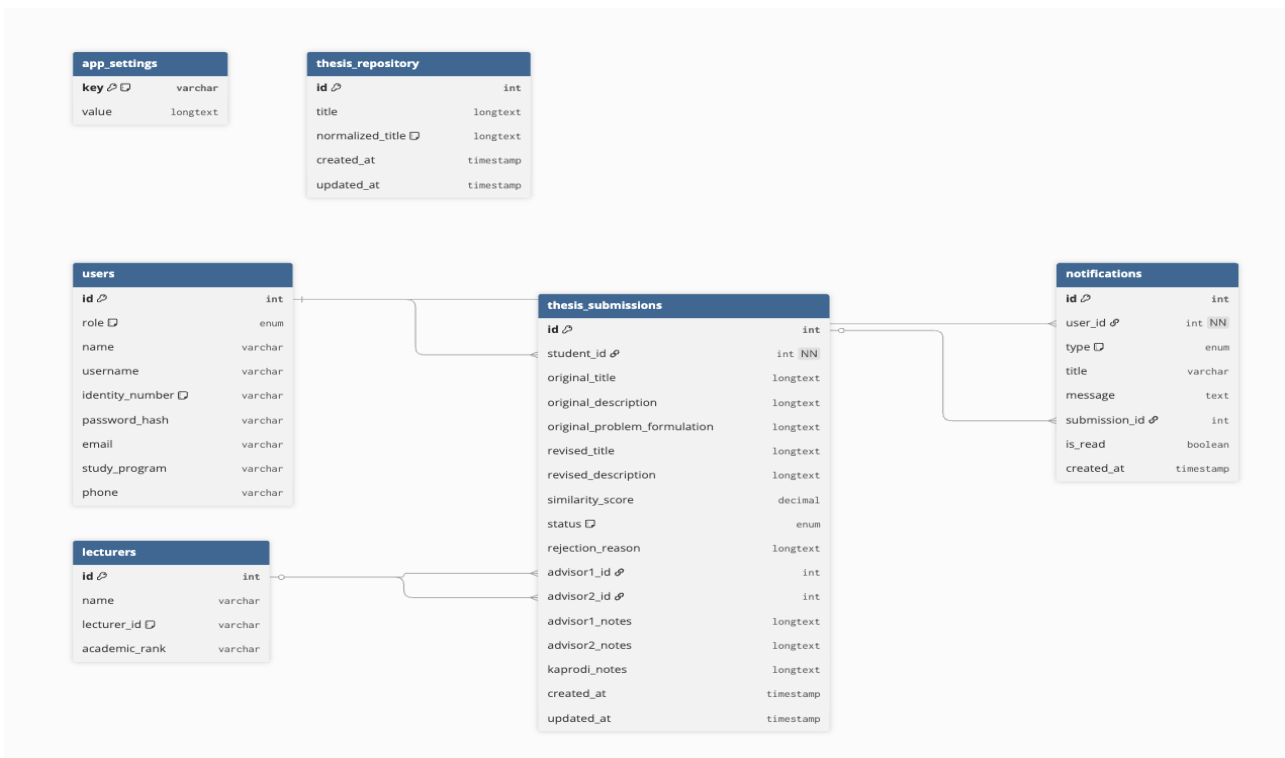 app_settings
key varchar
value longtext
thesis_repository
id int
title longtext
normalized_title longtext
created_at timestamp
updated_at timestamp
users
id int
role enum
name varchar
username varchar
identity_number varchar
password_hash varchar
email varchar
study_program varchar
phone varchar
lecturers
id int
name varchar
lecturer_id varchar
academic_rank varchar
thesis_submissions
id int
student_id int NN
original_title longtext
original_description longtext
original_problem_formulation longtext
revised_title longtext
revised_description longtext
similarity_score decimal
status enum
rejection_reason longtext
advisor1_id int
advisor2_id int
advisor1_notes longtext
advisor2_notes longtext
kaprodi_notes longtext
created_at timestamp
updated_at timestamp
notifications
id int
user_id int NN
type enum
title varchar
message text
submission_id int
is_read boolean
created_at timestamp